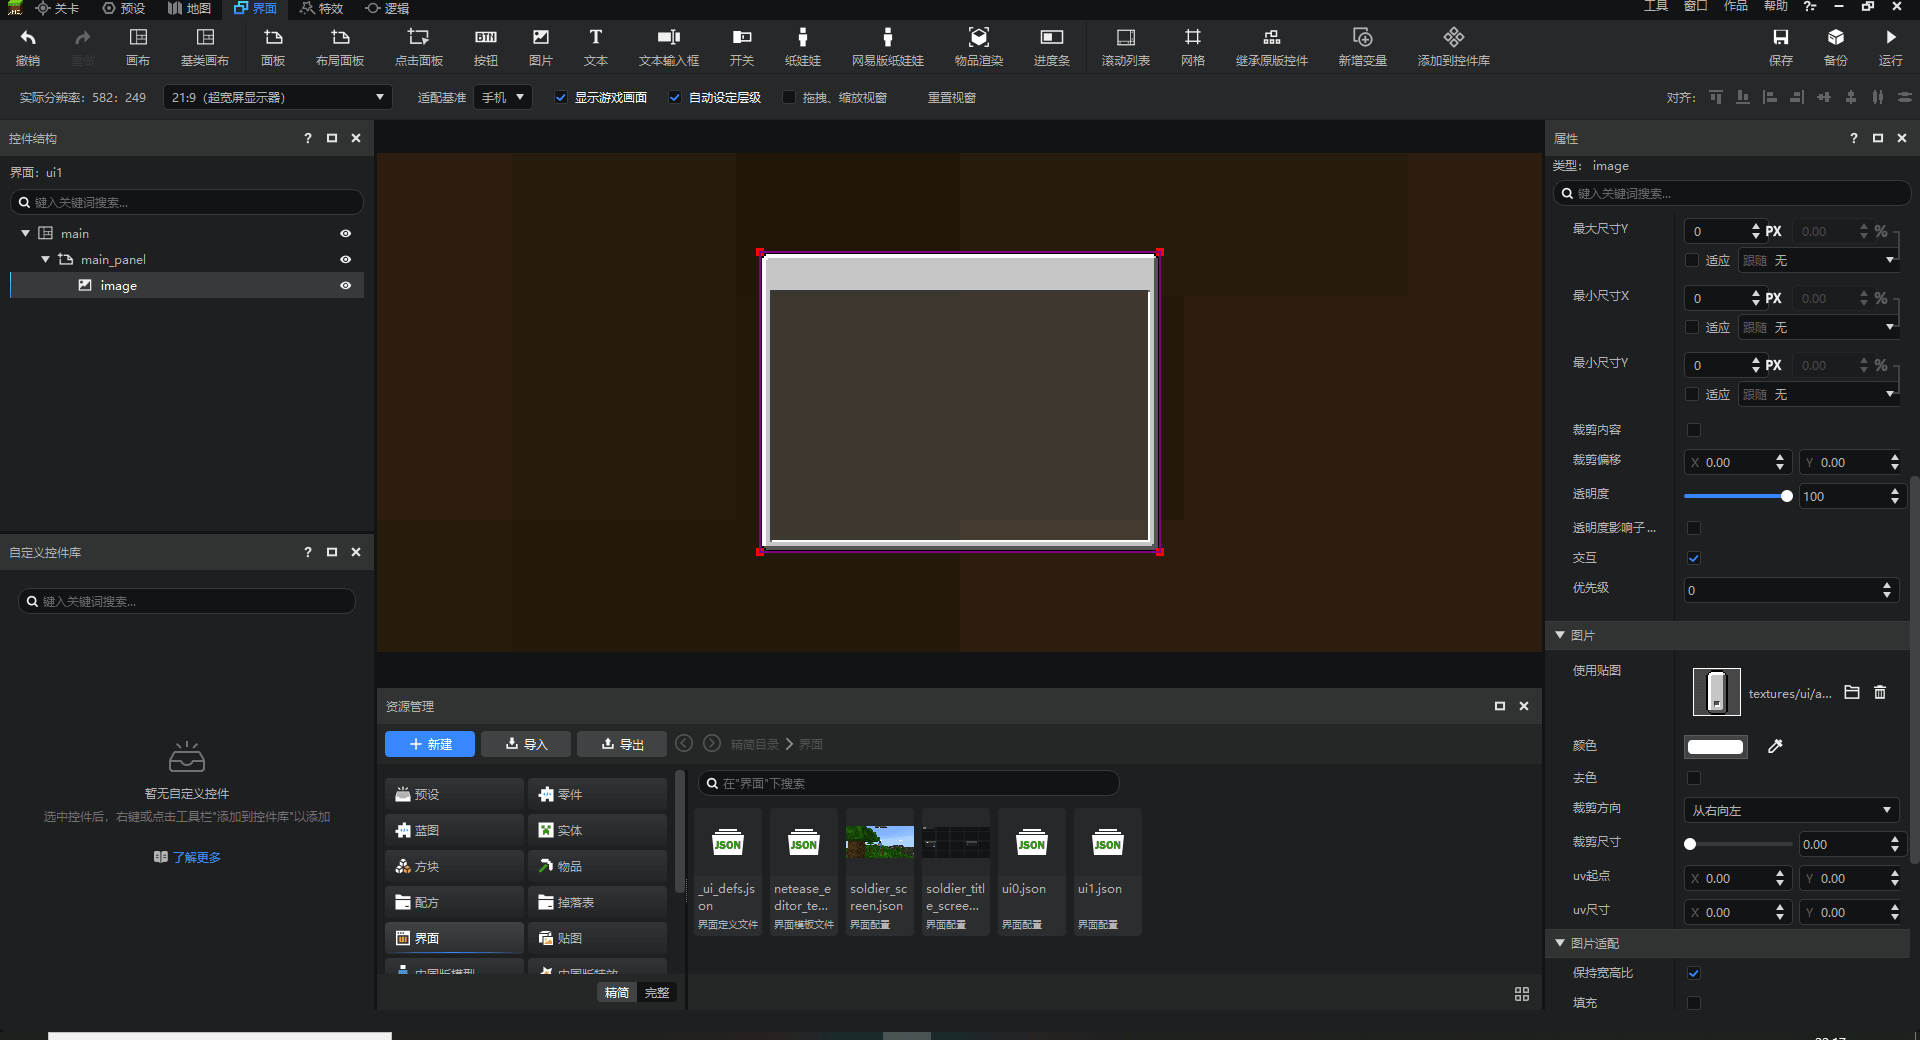 关卡 预设 地图 界面 特效 逻辑 工具 窗口 作品 帮助
撤销 重做 画布 基类画布 面板 布局面板 点击面板 按钮 图片 文本 文本输入框 开关 纸娃娃 网易版纸娃娃 物品渲染 进度条 滚动列表 网格 继承原版控件 新增变量 添加到控件库 保存 备份 运行
实际分辨率：582：249 21:9（超宽屏显示器） 适配基准 手机 显示游戏画面 自动设定层级 拖拽、缩放视窗 重置视窗 对齐：
控件结构
界面：ui1
键入关键词搜索...
main
main_panel
image
自定义控件库
键入关键词搜索...
暂无自定义控件
选中控件后，右键或点击工具栏"添加到控件库"以添加
了解更多
资源管理
新建 导入 导出 精简目录 界面
预设 零件
蓝图 实体
方块 物品
配方 掉落表
界面 贴图
中国版模型 中国版特效
精简 完整
在"界面"下搜索
JSON JSON JSON JSON
_ui_defs.json 界面定义文件
netease_editor_te... 界面模板文件
soldier_screen.json 界面配置
soldier_title_scree... 界面配置
ui0.json 界面配置
ui1.json 界面配置
属性
类型： image
键入关键词搜索...
最大尺寸Y 0 PX 0.00 %
适应 跟随 无
最小尺寸X 0 PX 0.00 %
适应 跟随 无
最小尺寸Y 0 PX 0.00 %
适应 跟随 无
裁剪内容
裁剪偏移 X 0.00 Y 0.00
透明度 100
透明度影响子...
交互
优先级 0
图片
使用贴图 textures/ui/a...
颜色
去色
裁剪方向 从右向左
裁剪尺寸 0.00
uv起点 X 0.00 Y 0.00
uv尺寸 X 0.00 Y 0.00
图片适配
保持宽高比
填充